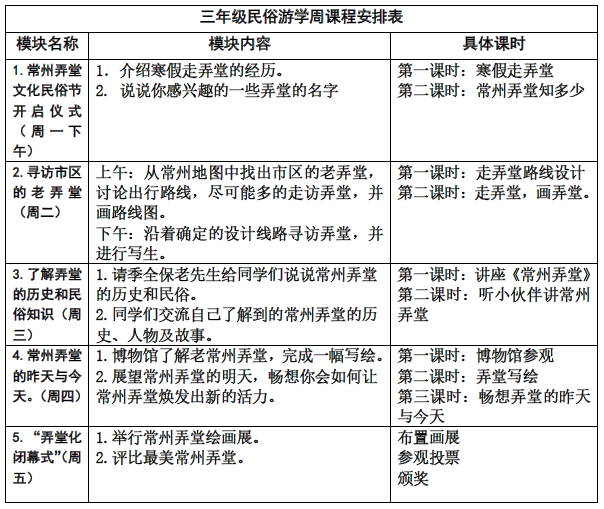 三年级民俗游学周课程安排表
模块名称
模块内容
具体课时
1.常州弄堂
文化民俗节
开启仪式
（周一下
午）
1．介绍寒假走弄堂的经历。
2. 说说你感兴趣的一些弄堂的名字
第一课时：寒假走弄堂
第二课时：常州弄堂知多少
2.寻访市区
的老弄堂
（周二）
上午：从常州地图中找出市区的老弄堂，
讨论出行路线，尽可能多的走访弄堂，并
画路线图。
下午：沿着确定的设计线路寻访弄堂，并
进行写生。
第一课时：走弄堂路线设计
第二课时：走弄堂，画弄堂。
3.了解弄堂
的历史和民
俗知识（周
三）
1.请季全保老先生给同学们说说常州弄堂
的历史和民俗。
2.同学们交流自己了解到的常州弄堂的历
史、人物及故事。
第一课时：讲座《常州弄堂》
第二课时：听小伙伴讲常州
弄堂
4.常州弄堂
的昨天与今
天。（周四）
1.博物馆了解老常州弄堂，完成一幅写绘。
2.展望常州弄堂的明天，畅想你会如何让
常州弄堂焕发出新的活力。
第一课时：博物馆参观
第二课时：弄堂写绘
第三课时：畅想弄堂的昨天
与今天
5.“弄堂化
闭幕式”（周
五）
1.举行常州弄堂绘画展。
2.评比最美常州弄堂。
布置画展
参观投票
颁奖